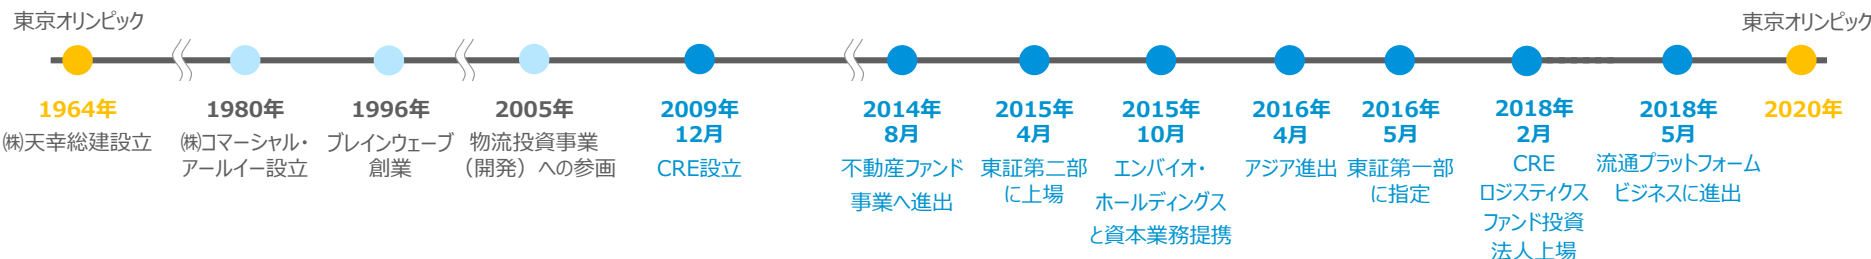 東京オリンピック
東京オリンピック
1964年
㈱天幸総建設立
1980年
㈱コマーシャル・
アールイー設立
1996年
ブレインウェーブ
創業
2005年
物流投資事業
（開発）への参画
2009年
12月
CRE設立
2014年
8月
不動産ファンド
事業へ進出
2015年
4月
東証第二部
に上場
2015年
10月
エンバイオ・
ホールディングス
と資本業務提携
2016年
4月
アジア進出
2016年
5月
東証第一部
に指定
2018年
2月
CRE
ロジスティクス
ファンド投資
法人上場
2018年
5月
流通プラットフォーム
ビジネスに進出
2020年